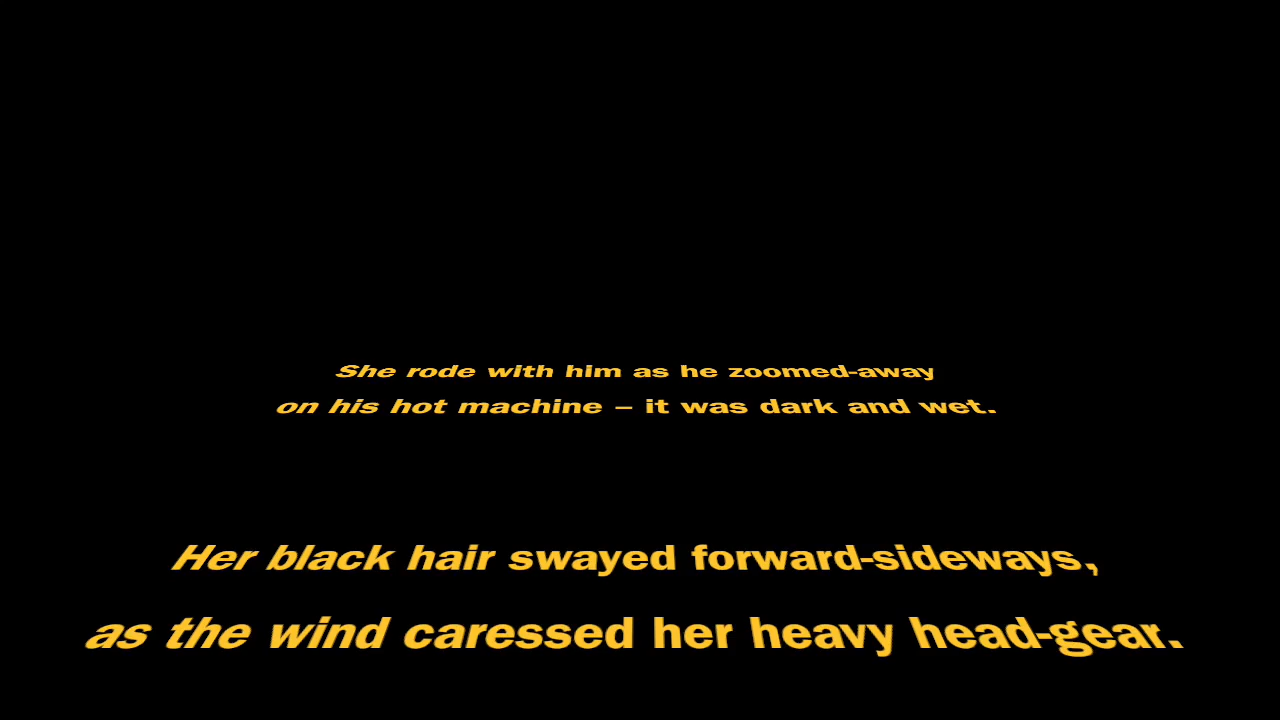 She rode with him as he zoomed-away
on his hot machine – it was dark and wet.
Her black hair swayed forward-sideways,
as the wind caressed her heavy head-gear.